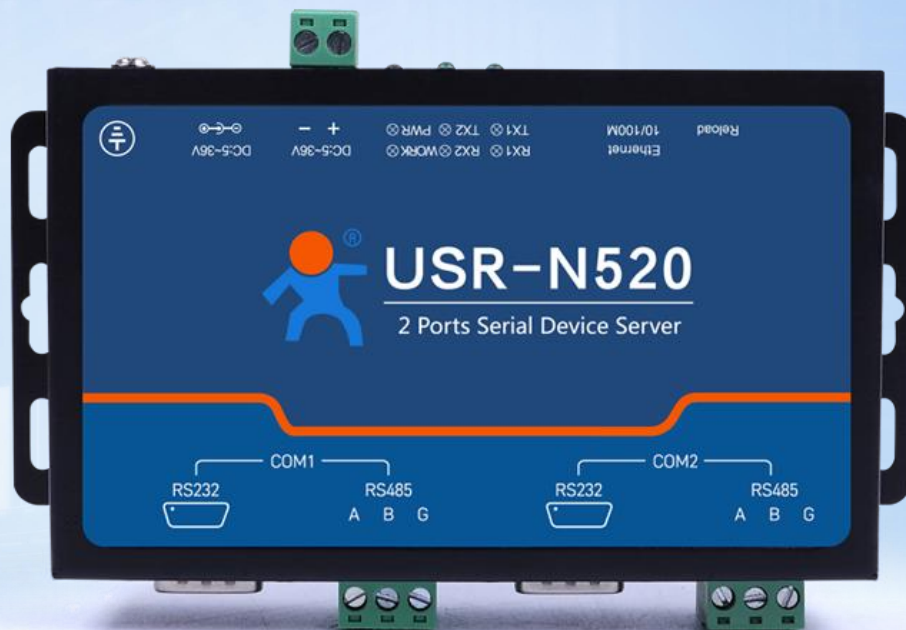 DC:5~36V
DC:5~36V
− +
PWR TX2 TX1
WORK RX2 RX1
Ethernet
10/100M
Reload
®
USR-N520
2 Ports Serial Device Server
COM1
RS232
RS485
A B G
COM2
RS232
RS485
A B G